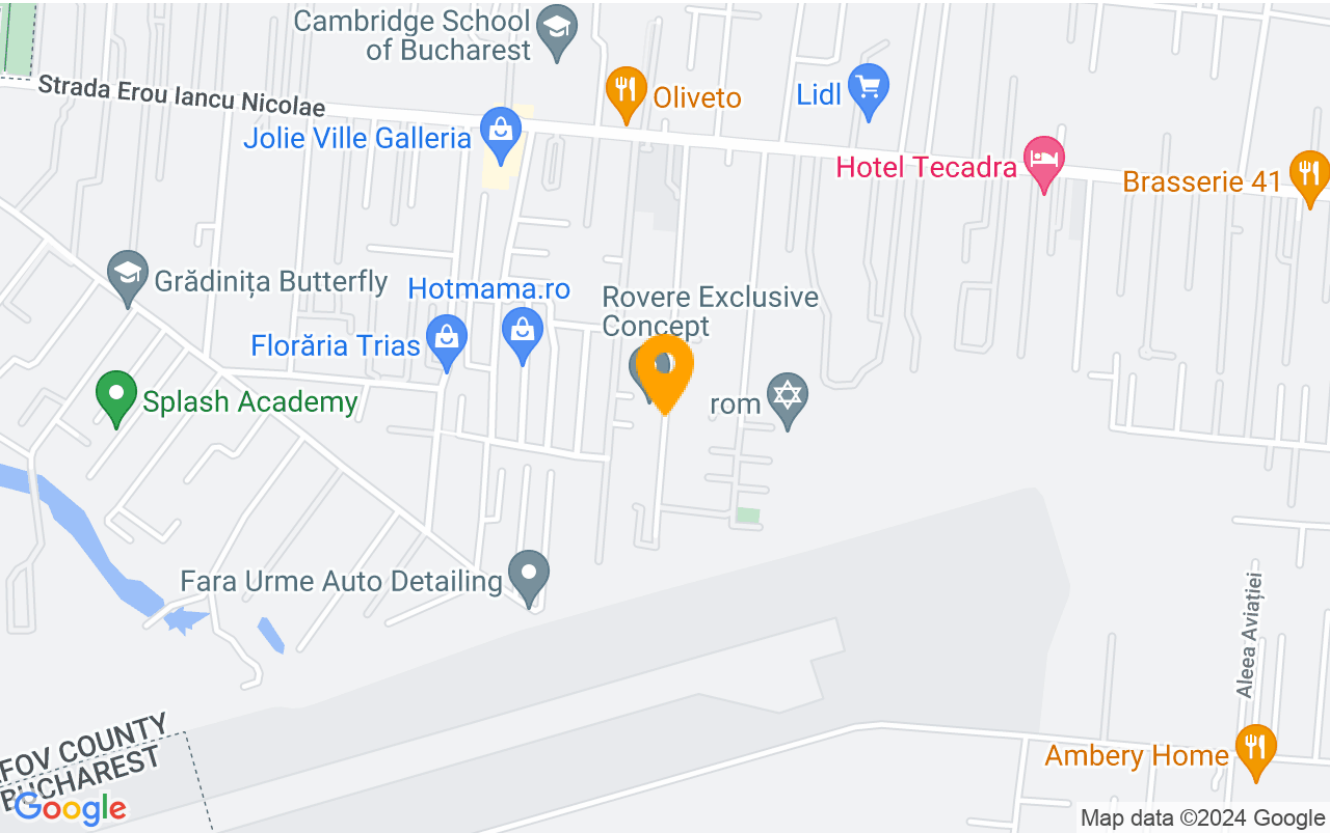 Cambridge School
of Bucharest
Strada Erou Iancu Nicolae
Oliveto
Lidl
Jolie Ville Galleria
Hotel Tecadra
Brasserie 41
Grădinița Butterfly
Hotmama.ro
Rovere Exclusive
Concept
Florăria Trias
Splash Academy
rom
Fara Urme Auto Detailing
Aleea Aviației
FOV COUNTY
BUCHAREST
Ambery Home
Google
Map data ©2024 Google